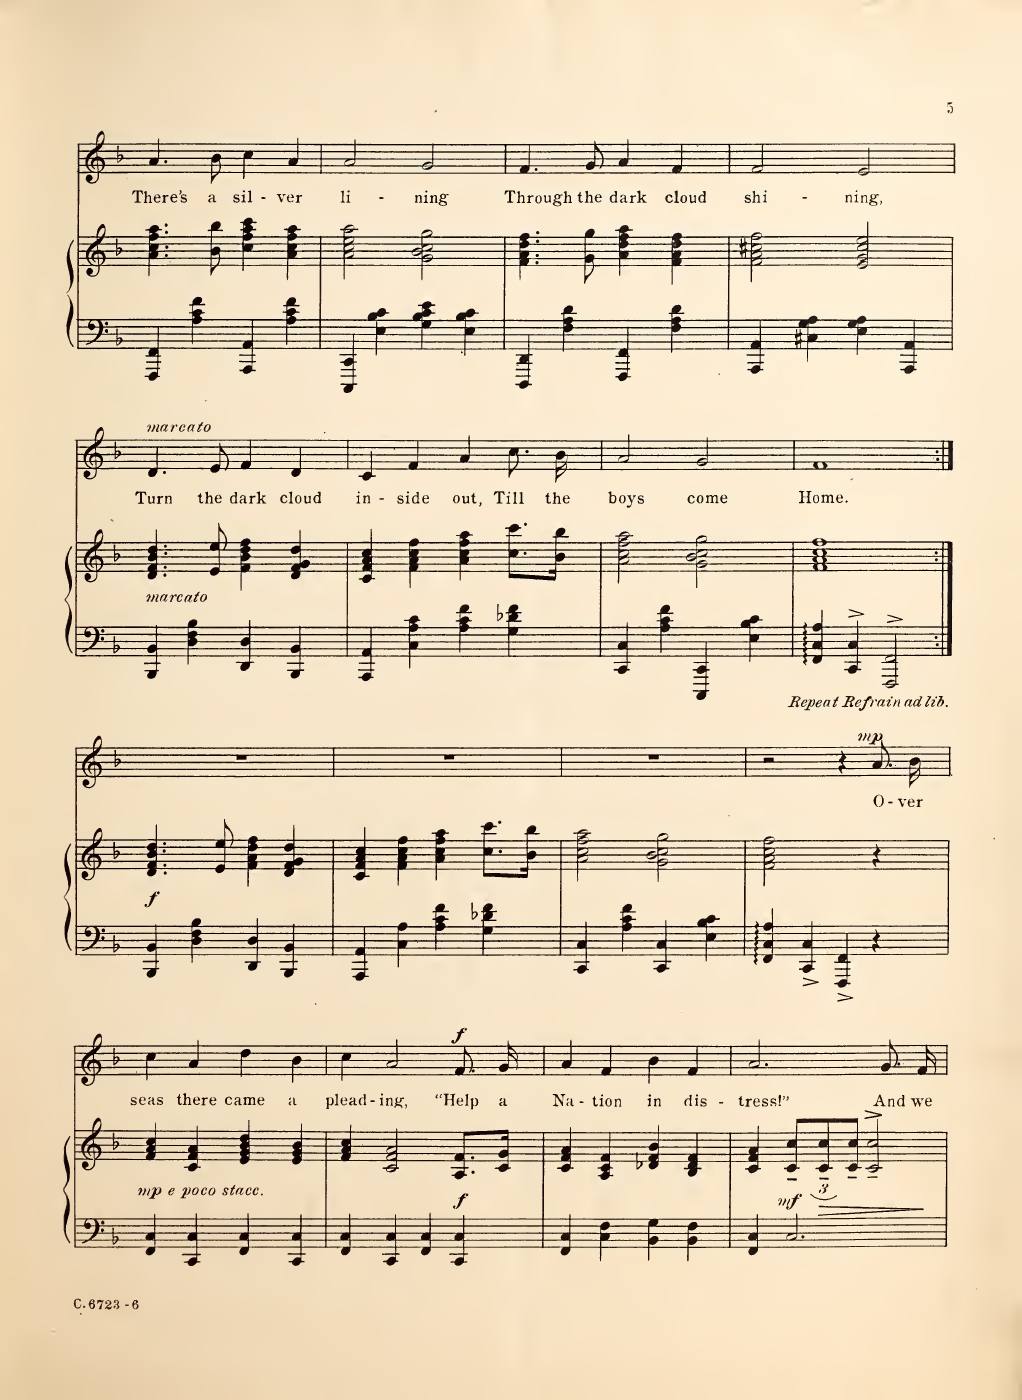 5
There's a sil - ver li - ning Through the dark cloud shi - ning,
marcato
Turn the dark cloud in - side out, Till the boys come Home.
marcato
Repeat Refrain ad lib.
mp
O - ver
f
f
seas there came a plead - ing, "Help a Na - tion in dis - tress!" And we
mp e poco stacc.
f
mf
3
C. 6723 - 6